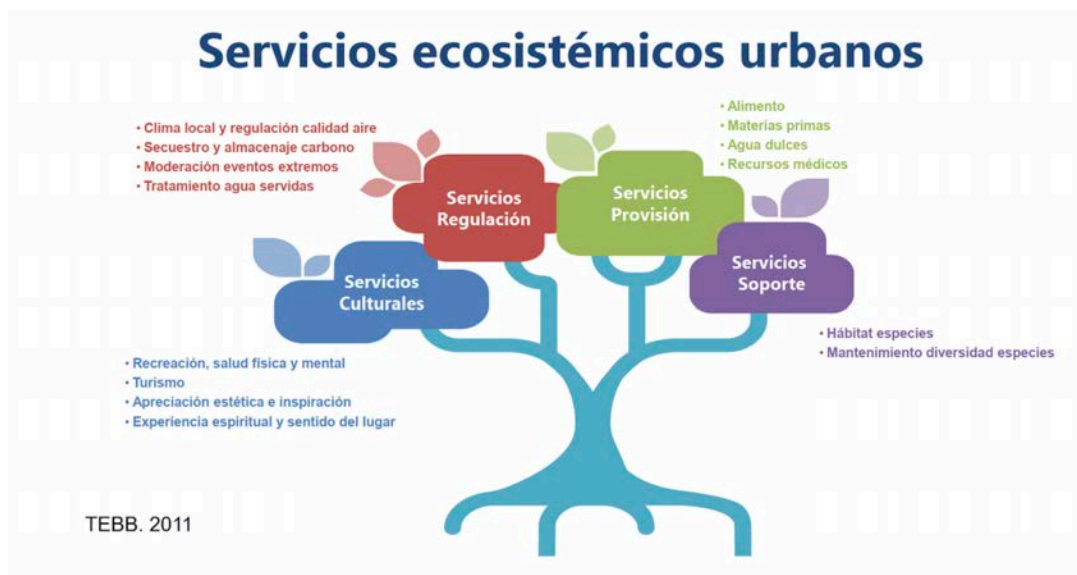 Servicios ecosistémicos urbanos
• Clima local y regulación calidad aire
• Secuestro y almacenaje carbono
• Moderación eventos extremos
• Tratamiento agua servidas
• Alimento
• Materias primas
• Agua dulces
• Recursos médicos
Servicios
Regulación
Servicios
Provisión
Servicios
Culturales
Servicios
Soporte
• Hábitat especies
• Mantenimiento diversidad especies
• Recreación, salud física y mental
• Turismo
• Apreciación estética e inspiración
• Experiencia espiritual y sentido del lugar
TEBB. 2011